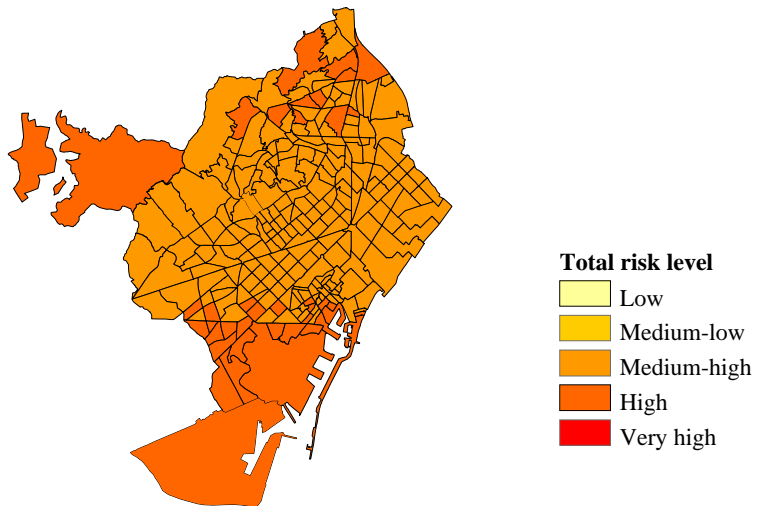 Total risk level
Low
Medium-low
Medium-high
High
Very high